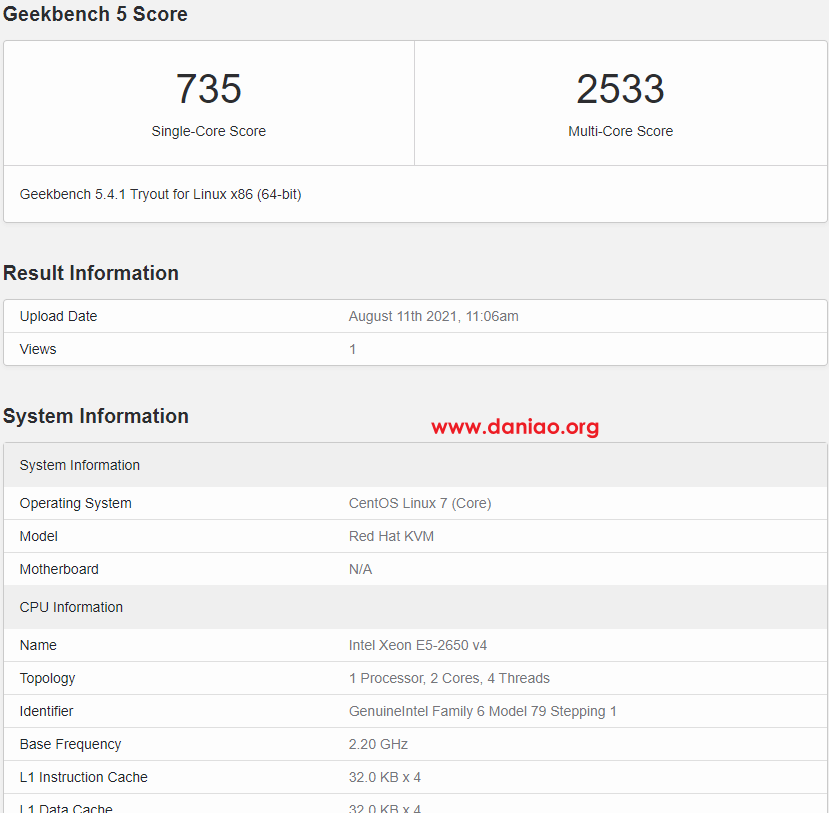 Geekbench 5 Score
735
2533
Single-Core Score
Multi-Core Score
Geekbench 5.4.1 Tryout for Linux x86 (64-bit)
Result Information
Upload Date August 11th 2021, 11:06am
Views 1
System Information
www.daniao.org
System Information
Operating System CentOS Linux 7 (Core)
Model Red Hat KVM
Motherboard N/A
CPU Information
Name Intel Xeon E5-2650 v4
Topology 1 Processor, 2 Cores, 4 Threads
Identifier GenuineIntel Family 6 Model 79 Stepping 1
Base Frequency 2.20 GHz
L1 Instruction Cache 32.0 KB x 4
L1 Data Cache 32.0 KB x 4